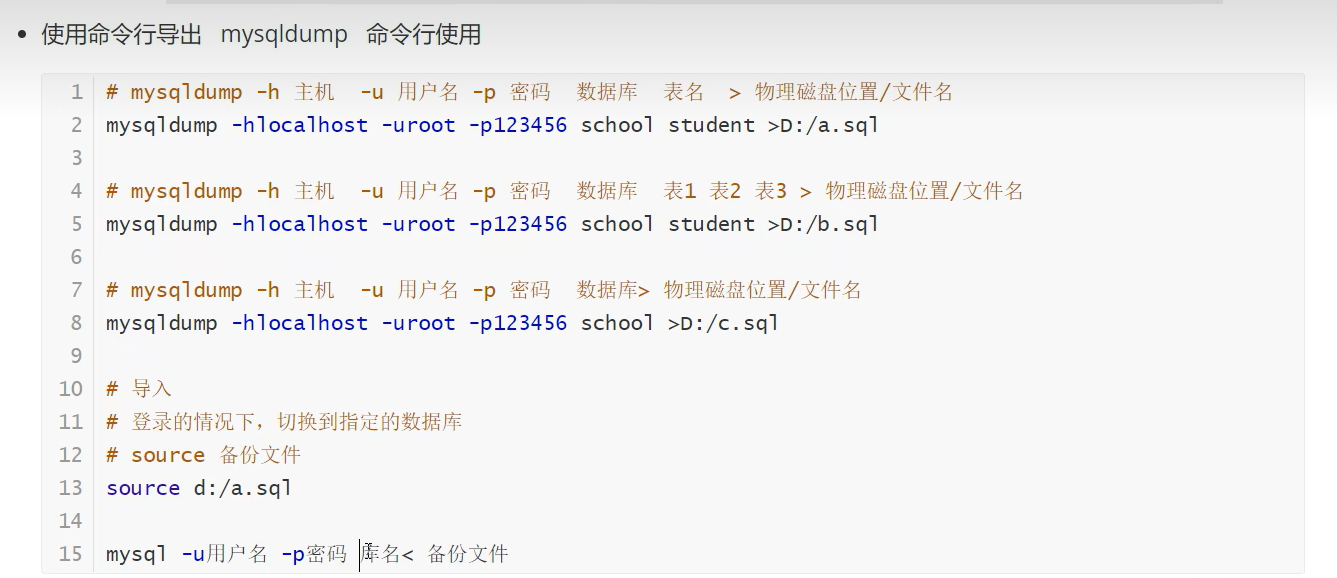 使用命令行导出 mysqldump 命令行使用
1 # mysqldump -h 主机 -u 用户名 -p 密码 数据库 表名 > 物理磁盘位置/文件名
2 mysqldump -hlocalhost -uroot -p123456 school student >D:/a.sql
3
4 # mysqldump -h 主机 -u 用户名 -p 密码 数据库 表1 表2 表3 > 物理磁盘位置/文件名
5 mysqldump -hlocalhost -uroot -p123456 school student >D:/b.sql
6
7 # mysqldump -h 主机 -u 用户名 -p 密码 数据库> 物理磁盘位置/文件名
8 mysqldump -hlocalhost -uroot -p123456 school >D:/c.sql
9
10 # 导入
11 # 登录的情况下，切换到指定的数据库
12 # source 备份文件
13 source d:/a.sql
14
15 mysql -u用户名 -p密码 库名< 备份文件